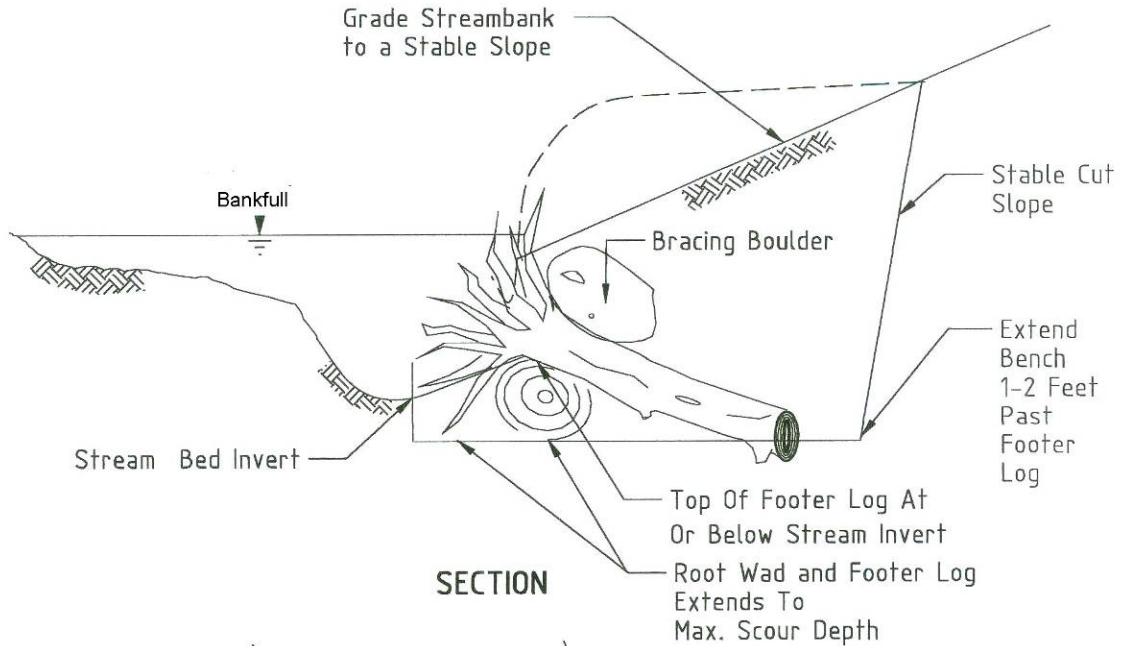 Grade Streambank
to a Stable Slope
Bankfull
Stable Cut
Slope
Bracing Boulder
Extend
Bench
1-2 Feet
Past
Footer
Log
Stream Bed Invert
Top Of Footer Log At
Or Below Stream Invert
SECTION
Root Wad and Footer Log
Extends To
Max. Scour Depth